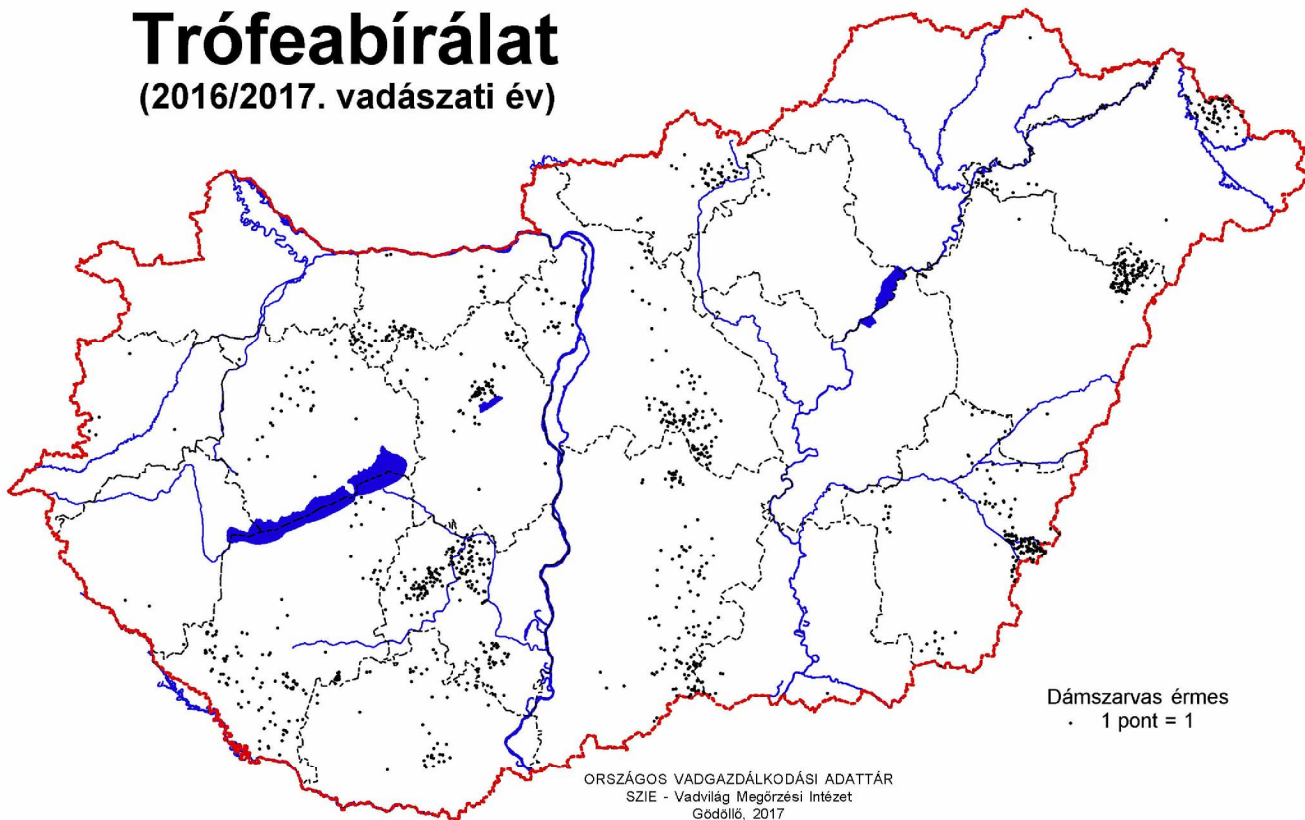 Trófeabírálat
(2016/2017. vadászati év)
Dámszarvas érmes
1 pont = 1
ORSZÁGOS VADGAZDÁLKODÁSI ADATTÁR
SZIE - Vadvilág Megőrzési Intézet
Gödöllő, 2017